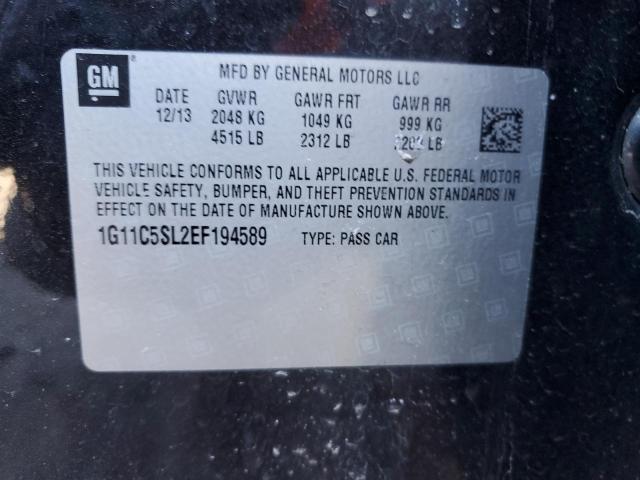 GM
MFD BY GENERAL MOTORS LLC
DATE GVWR GAWR FRT GAWR RR
12/13 2048 KG 1049 KG 999 KG
4515 LB 2312 LB LB
THIS VEHICLE CONFORMS TO ALL APPLICABLE U.S. FEDERAL MOTOR
VEHICLE SAFETY, BUMPER, AND THEFT PREVENTION STANDARDS IN
EFFECT ON THE DATE OF MANUFACTURE SHOWN ABOVE.
1G11C5SL2EF194589 TYPE: PASS CAR